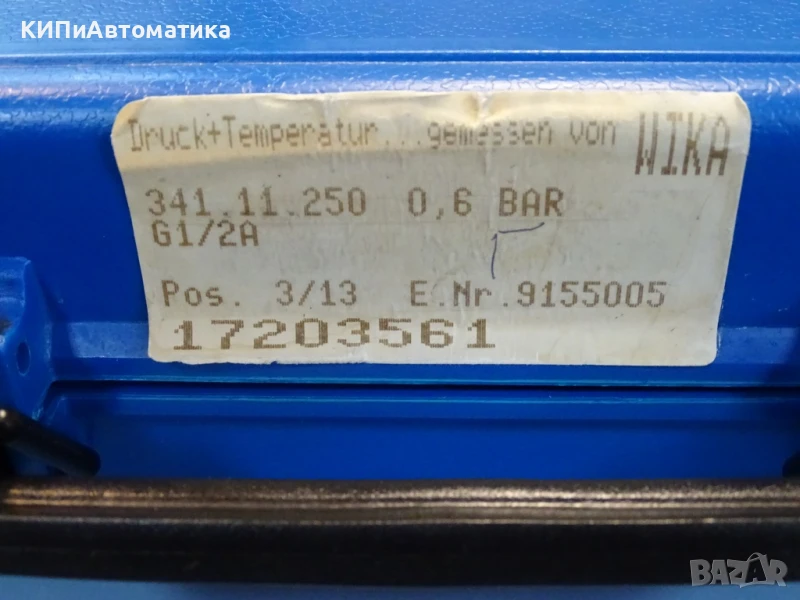 КИПиАвтоматика
Druck+Temperatur...gemessen von WIKA
341.11.250 0,6 BAR
G1/2A
Pos. 3/13 E.Nr.9155005
17203561
BAZAR